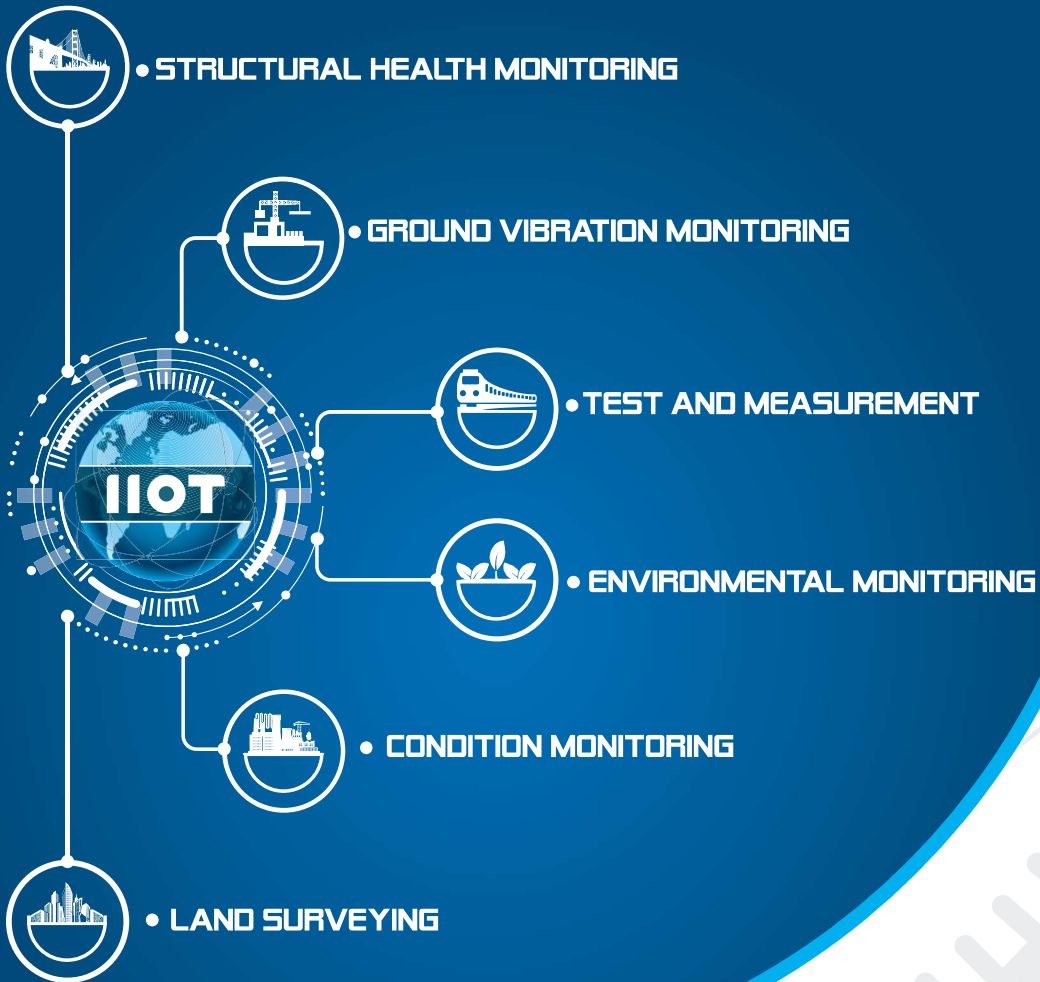 STRUCTURAL HEALTH MONITORING
GROUND VIBRATION MONITORING
TEST AND MEASUREMENT
IIOT
ENVIRONMENTAL MONITORING
CONDITION MONITORING
LAND SURVEYING